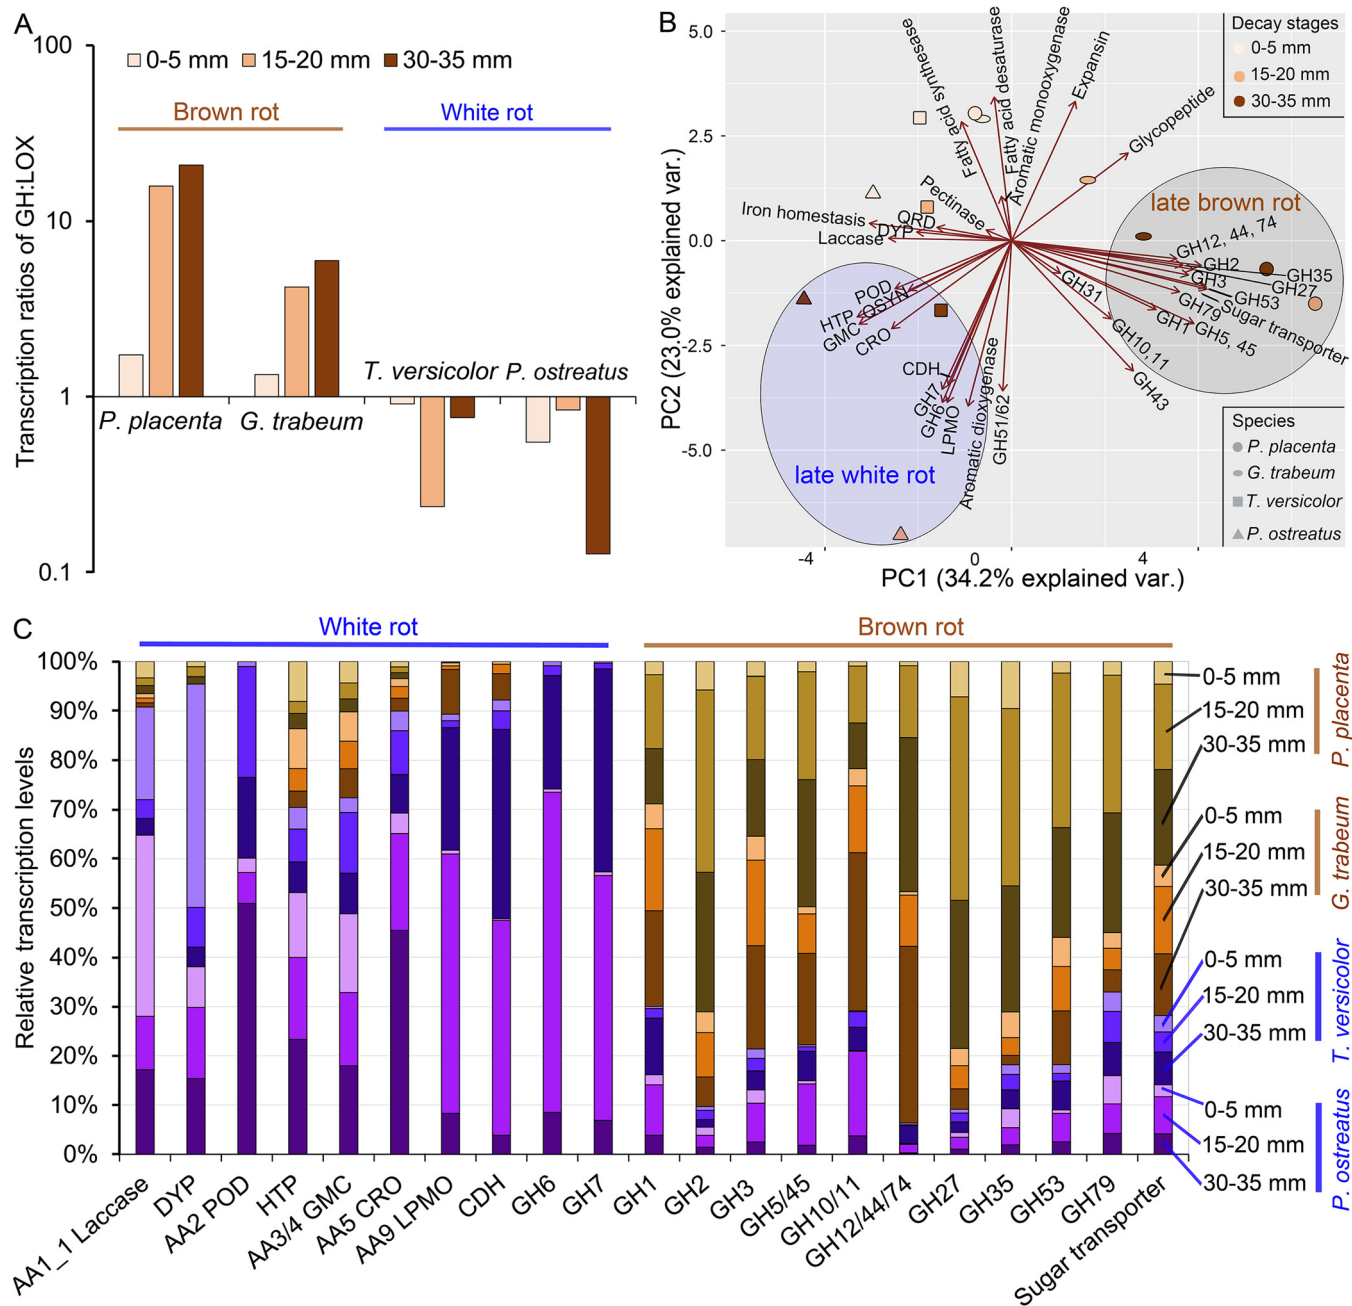 A
100
10
1
0.1
Transcription ratios of GH:LOX
0-5 mm 15-20 mm 30-35 mm
Brown rot
White rot
T. versicolor P. ostreatus
P. placenta G. trabeum
B
5.0
2.5
0.0
-2.5
-5.0
PC2 (23.0% explained var.)
-4
0
4
PC1 (34.2% explained var.)
Decay stages
0-5 mm
15-20 mm
30-35 mm
Fatty acid synthesase
Fatty acid desaturase
Aromatic monooxygenase
Expansin
Glycopeptide
Pectinase
Iron homestasis
QRD
DYP
Laccase
late brown rot
GH12, 44, 74
GH2
GH35
GH3
GH27
GH53
GH79
Sugar transporter
GH31
GH7
GH5, 45
GH10, 11
GH43
POD
OSYN
HTP
GMC
CRO
CDH
GH7
GH6
LPMO
Aromatic dioxygenase
GH51/62
late white rot
Species
P. placenta
G. trabeum
T. versicolor
P. ostreatus
C
White rot
Brown rot
100%
90%
80%
70%
60%
50%
40%
30%
20%
10%
0%
Relative transcription levels
AA1_1 Laccase
DYP
AA2 POD
HTP
AA3/4 GMC
AA5 CRO
AA9 LPMO
CDH
GH6
GH7
GH1
GH2
GH3
GH5/45
GH10/11
GH12/44/74
GH27
GH35
GH53
GH79
Sugar transporter
0-5 mm
15-20 mm
30-35 mm
P. placenta
0-5 mm
15-20 mm
30-35 mm
G. trabeum
0-5 mm
15-20 mm
30-35 mm
T. versicolor
0-5 mm
15-20 mm
30-35 mm
P. ostreatus